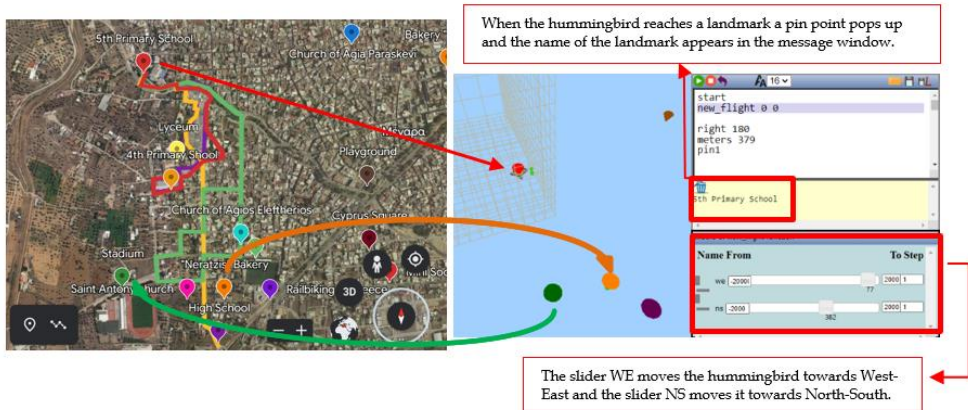 When the hummingbird reaches a landmark a pin point pops up
and the name of the landmark appears in the message window.
5th Primary School
Bakery
Church of Agia Paraskevi
Lyceum
Μέγαρα
4th Primary Shool
Playground
Church of Agios Eleftherios
Cyprus Square
Stadium
Neratzisi Bakery
Saint Antony Church
High School
Railbiking Greece
3D
16
start
new_flight 0 0
right 180
meters 379
pin1
5th Primary School
Name From To Step
we -2000 2000 1
77
ns -2000 2000 1
382
The slider WE moves the hummingbird towards West-
East and the slider NS moves it towards North-South.